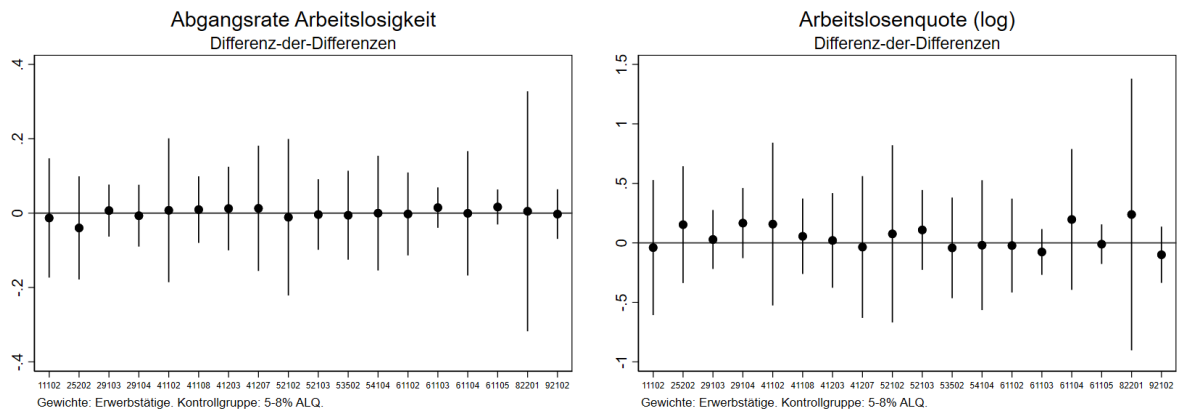 Abgangsrate Arbeitslosigkeit
Differenz-der-Differenzen
.4
.2
0
-.2
-.4
11102 25202 29103 29104 41102 41108 41203 41207 52102 52103 53502 54104 61102 61103 61104 61105 82201 92102
Gewichte: Erwerbstätige. Kontrollgruppe: 5-8% ALQ.
Arbeitslosenquote (log)
Differenz-der-Differenzen
1.5
1
.5
0
-.5
-1
11102 25202 29103 29104 41102 41108 41203 41207 52102 52103 53502 54104 61102 61103 61104 61105 82201 92102
Gewichte: Erwerbstätige. Kontrollgruppe: 5-8% ALQ.